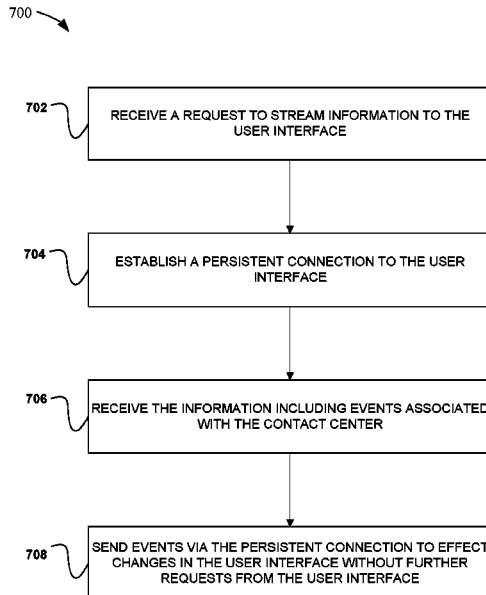 700
702
RECEIVE A REQUEST TO STREAM INFORMATION TO THE
USER INTERFACE
704
ESTABLISH A PERSISTENT CONNECTION TO THE USER
INTERFACE
706
RECEIVE THE INFORMATION INCLUDING EVENTS ASSOCIATED
WITH THE CONTACT CENTER
708
SEND EVENTS VIA THE PERSISTENT CONNECTION TO EFFECT
CHANGES IN THE USER INTERFACE WITHOUT FURTHER
REQUESTS FROM THE USER INTERFACE